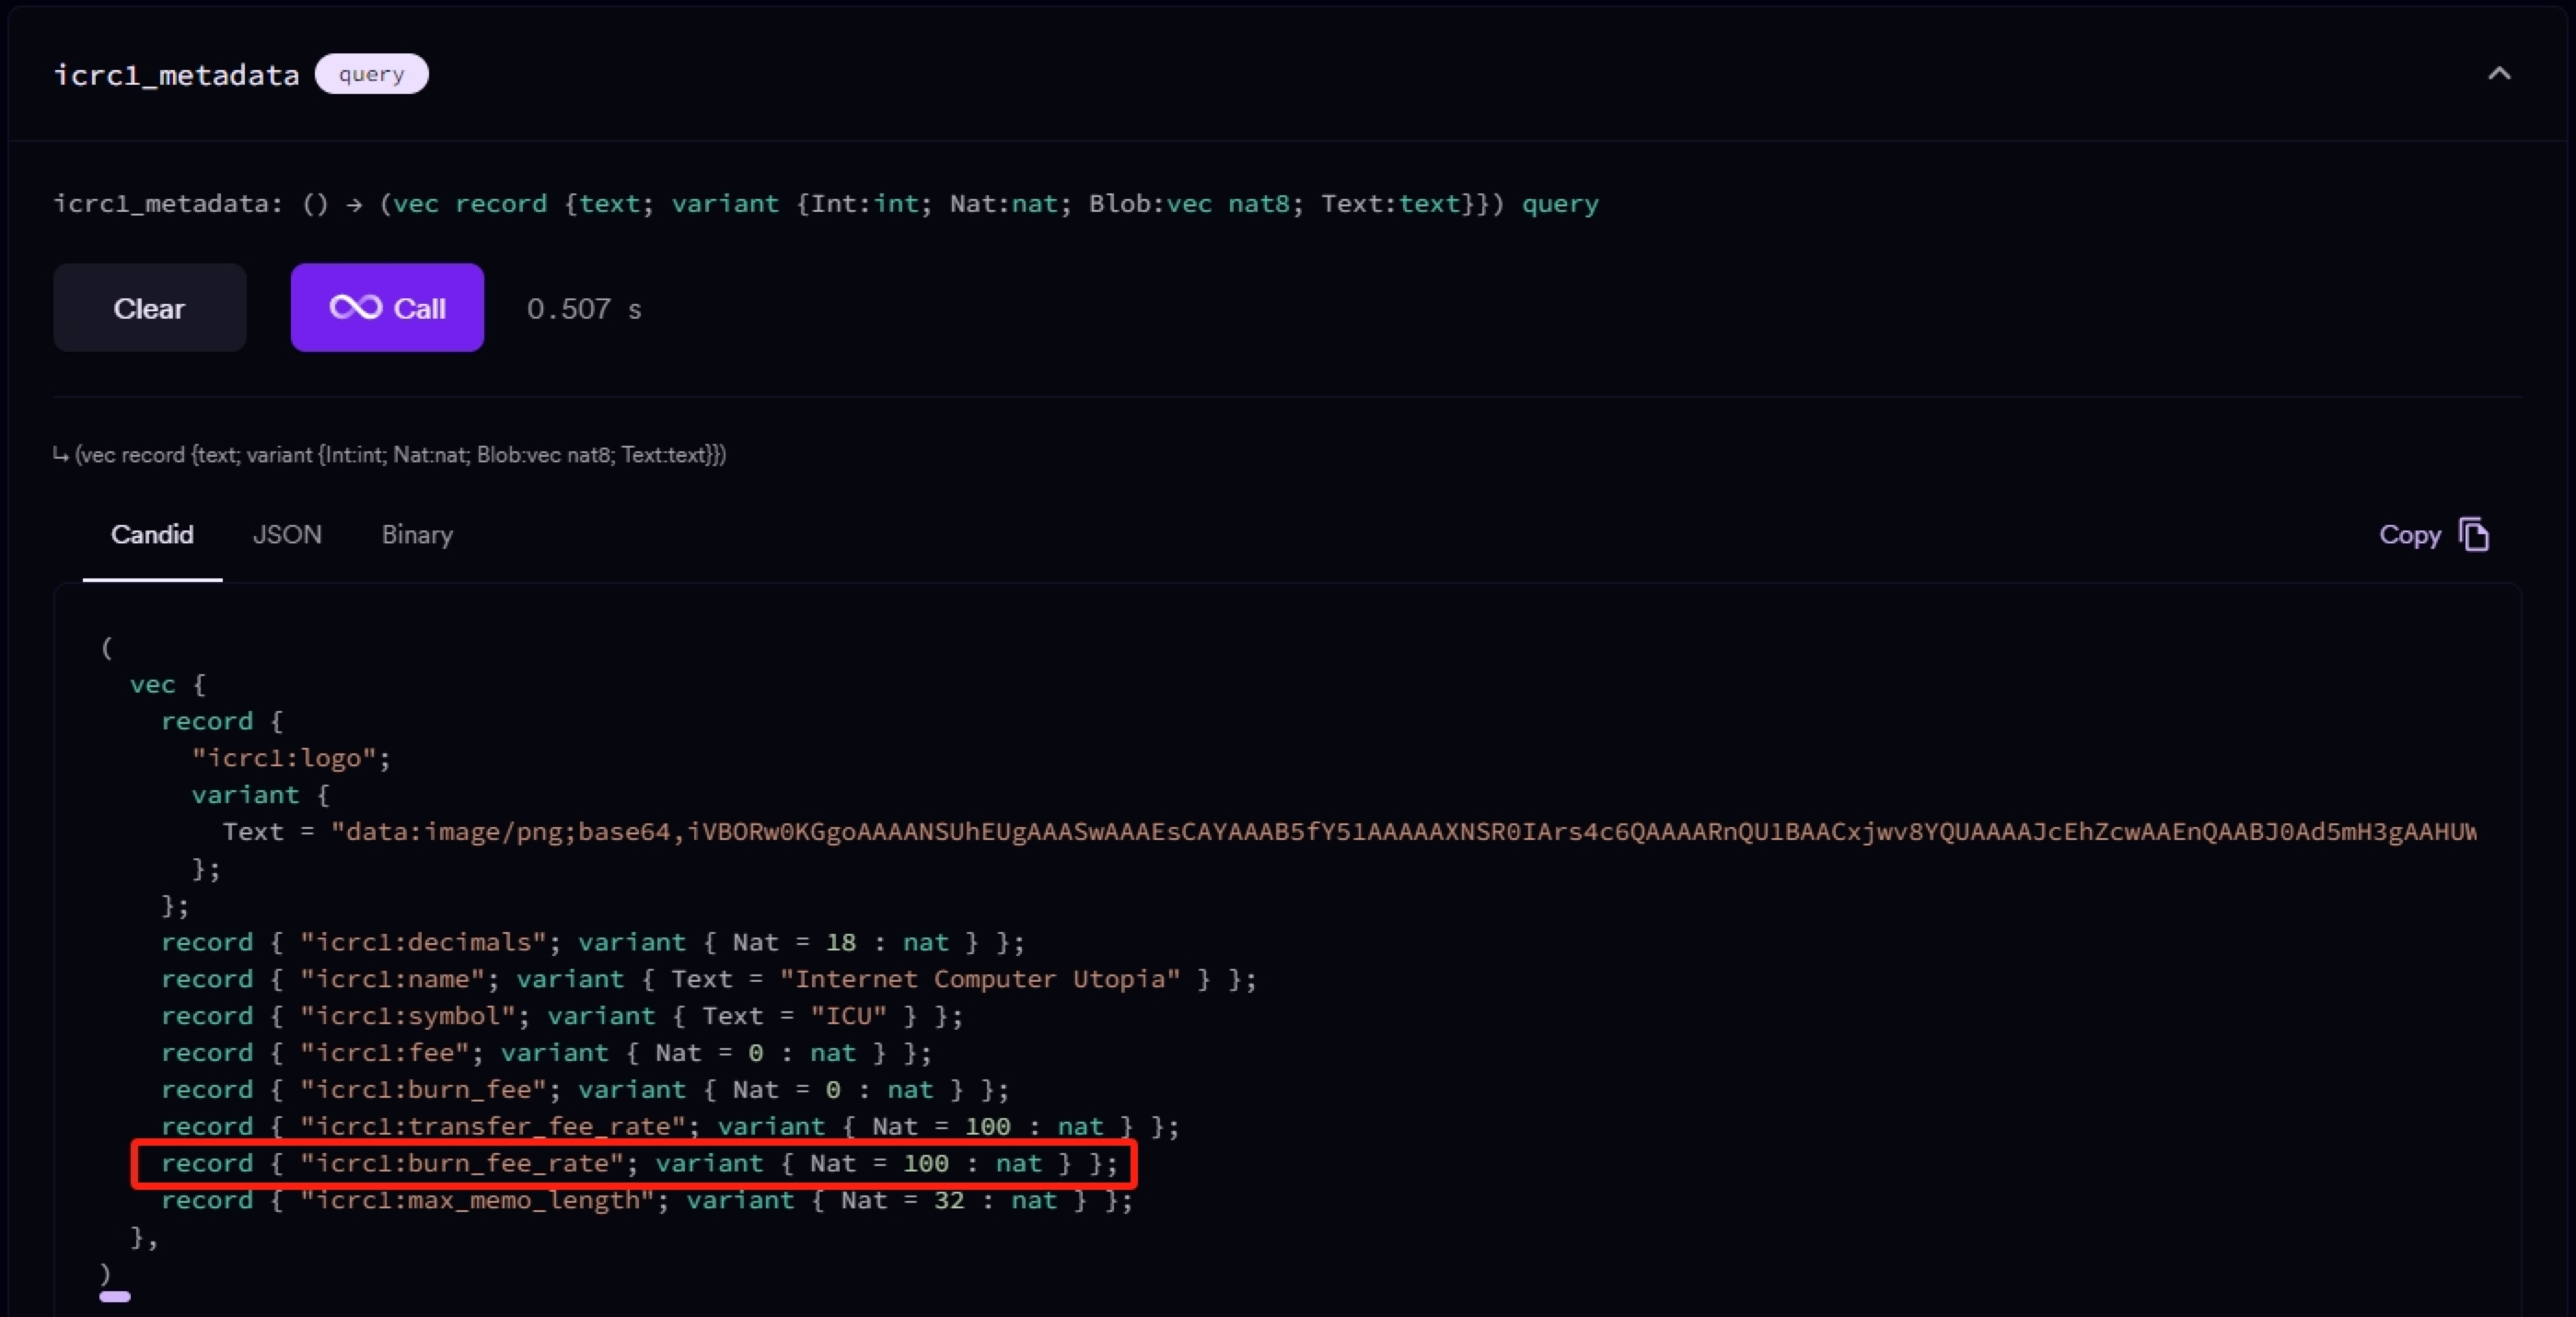 icrc1_metadata query
icrc1_metadata: () → (vec record {text; variant {Int:int; Nat:nat; Blob:vec nat8; Text:text}}) query
Clear Call 0.507 s
↳ (vec record {text; variant {Int:int; Nat:nat; Blob:vec nat8; Text:text}})
Candid JSON Binary Copy
(
vec {
record {
"icrc1:logo";
variant {
Text = "data:image/png;base64,iVBORw0KGgoAAAANSUhEUgAAASwAAAEsCAYAAAB5fY51AAAAAXNSR0IArs4c6QAAAARnQU1BAACxjwv8YQUAAAAJcEhZcwAAEnQAABJ0Ad5mH3gAAHUW
};
};
record { "icrc1:decimals"; variant { Nat = 18 : nat } };
record { "icrc1:name"; variant { Text = "Internet Computer Utopia" } };
record { "icrc1:symbol"; variant { Text = "ICU" } };
record { "icrc1:fee"; variant { Nat = 0 : nat } };
record { "icrc1:burn_fee"; variant { Nat = 0 : nat } };
record { "icrc1:transfer_fee_rate"; variant { Nat = 100 : nat } };
record { "icrc1:burn_fee_rate"; variant { Nat = 100 : nat } };
record { "icrc1:max_memo_length"; variant { Nat = 32 : nat } };
},
)